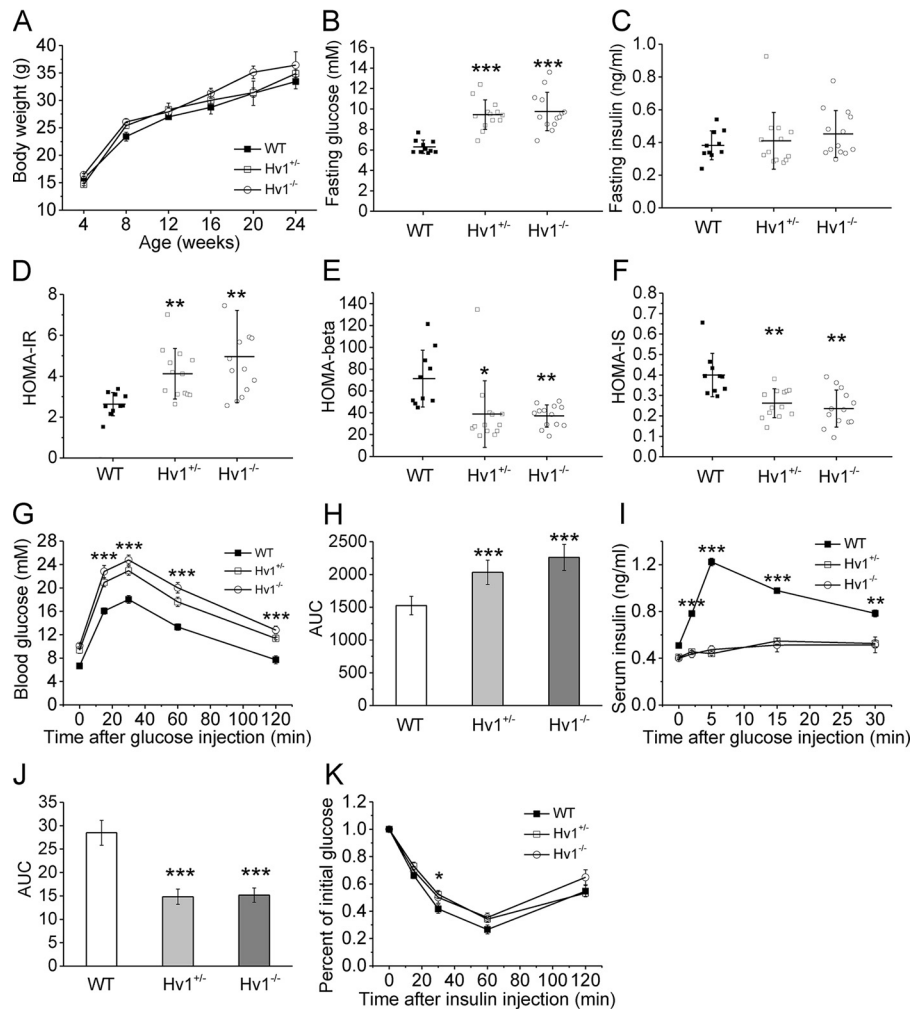 A
Body weight (g)
40
35
30
25
20
15
10
WT
Hv1+/-
Hv1-/-
4 8 12 16 20 24
Age (weeks)
B
Fasting glucose (mM)
16
14
12
10
8
6
4
2
0
*** ***
WT Hv1+/- Hv1-/-
C
Fasting insulin (ng/ml)
1.0
0.8
0.6
0.4
0.2
0.0
WT Hv1+/- Hv1-/-
D
HOMA-IR
8
6
4
2
0
** **
WT Hv1+/- Hv1-/-
E
HOMA-beta
140
120
100
80
60
40
20
0
* **
WT Hv1+/- Hv1-/-
F
HOMA-IS
0.8
0.7
0.6
0.5
0.4
0.3
0.2
0.1
0.0
** **
WT Hv1+/- Hv1-/-
G
Blood glucose (mM)
32
28
24
20
16
12
8
4
0
*** *** *** ***
WT
Hv1+/-
Hv1-/-
0 20 40 60 80 100 120
Time after glucose injection (min)
H
AUC
2500
2000
1500
1000
500
0
*** ***
WT Hv1+/- Hv1-/-
I
Serum insulin (ng/ml)
1.6
1.2
0.8
0.4
0.0
*** *** *** **
WT
Hv1+/-
Hv1-/-
0 5 10 15 20 25 30
Time after glucose injection (min)
J
AUC
35
30
25
20
15
10
5
0
*** ***
WT Hv1+/- Hv1-/-
K
Percent of initial glucose
1.2
1.0
0.8
0.6
0.4
0.2
0.0
*
WT
Hv1+/-
Hv1-/-
0 20 40 60 80 100 120
Time after insulin injection (min)